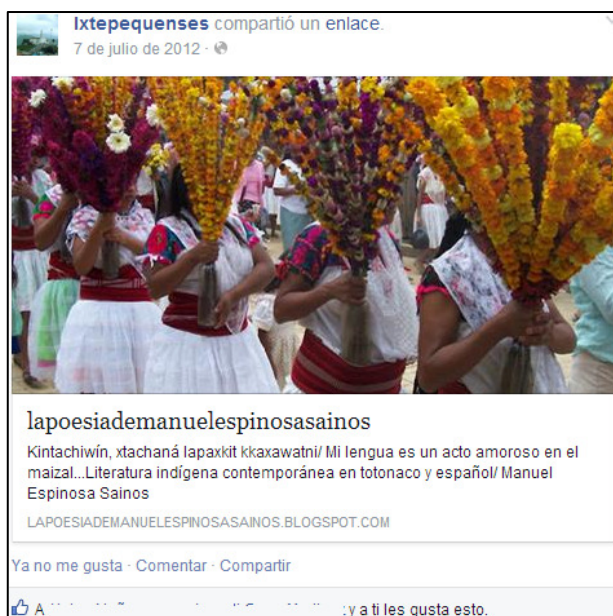 Ixtepequenses compartió un enlace.
7 de julio de 2012 ·
lapoesiademanuelespinosasainos
Kintachiwín, xtachaná lapaxkit kkaxawatni/ Mi lengua es un acto amoroso en el
maizal...Literatura indígena contemporánea en totonaco y español/ Manuel
Espinosa Sainos
LAPOESIADEMANUELESPINOSASAINOS.BLOGSPOT.COM
Ya no me gusta · Comentar · Compartir
A y a ti les gusta esto.